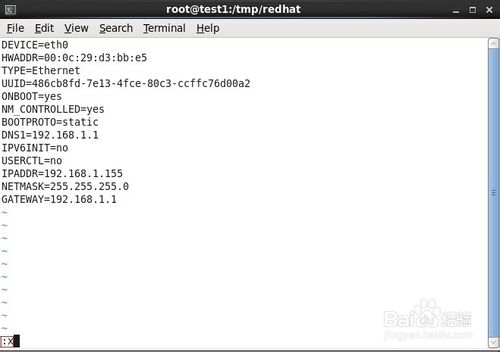 root@test1:/tmp/redhat
File Edit View Search Terminal Help
DEVICE=eth0
HWADDR=00:0c:29:d3:bb:e5
TYPE=Ethernet
UUID=486cb8fd-7e13-4fce-80c3-ccffc76d00a2
ONBOOT=yes
NM_CONTROLLED=yes
BOOTPROTO=static
DNS1=192.168.1.1
IPV6INIT=no
USERCTL=no
IPADDR=192.168.1.155
NETMASK=255.255.255.0
GATEWAY=192.168.1.1
~
~
~
~
~
~
~
~
~
~
:x
Baidu 经验
jingyan.baidu.com